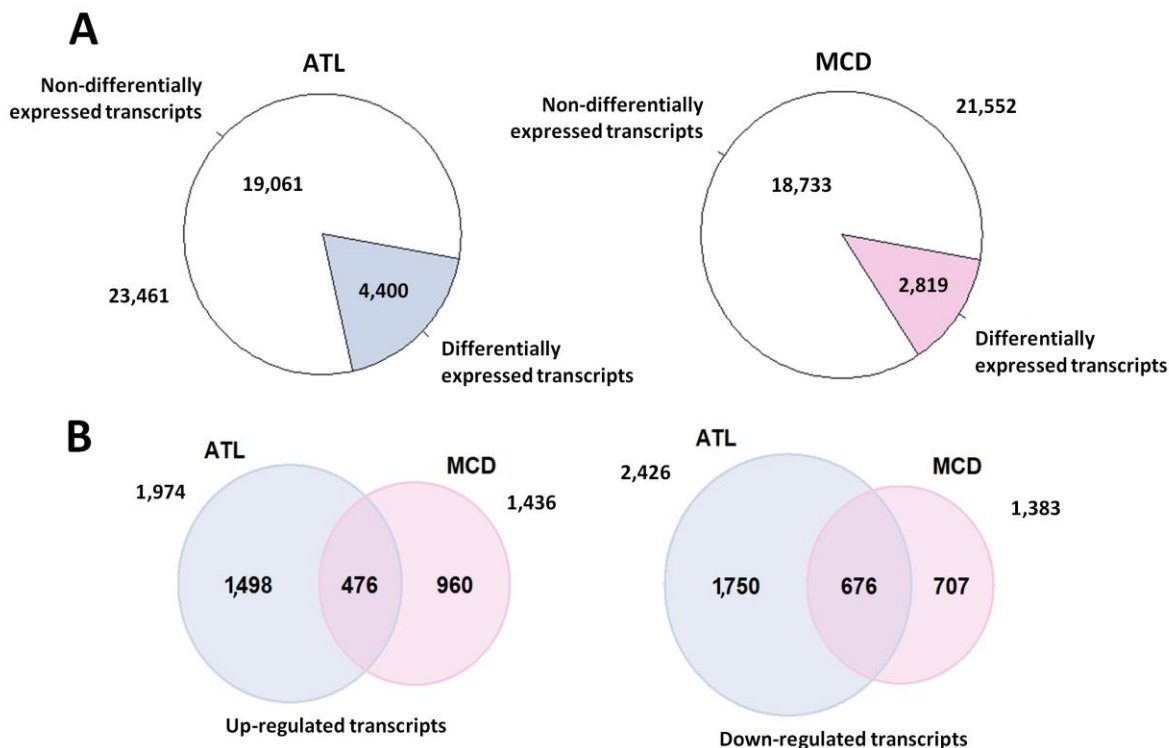 A
ATL
Non-differentially
expressed transcripts
19,061
4,400
23,461
Differentially
expressed transcripts
MCD
Non-differentially
expressed transcripts
21,552
18,733
2,819
Differentially
expressed transcripts
B
ATL
1,974
MCD
1,436
1,498
476
960
Up-regulated transcripts
ATL
2,426
MCD
1,383
1,750
676
707
Down-regulated transcripts